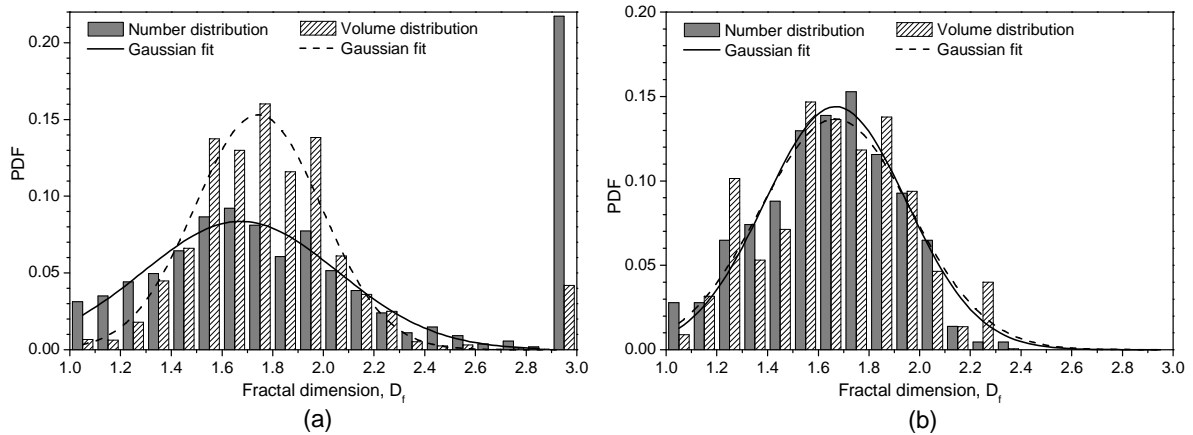 Number distribution Volume distribution
Gaussian fit Gaussian fit
0.20
0.15
0.10
0.05
0.00
PDF
1.0 1.2 1.4 1.6 1.8 2.0 2.2 2.4 2.6 2.8 3.0
Fractal dimension, D_f
(a)
Number distribution Volume distribution
Gaussian fit Gaussian fit
0.20
0.15
0.10
0.05
0.00
PDF
1.0 1.2 1.4 1.6 1.8 2.0 2.2 2.4 2.6 2.8 3.0
Fractal dimension, D_f
(b)